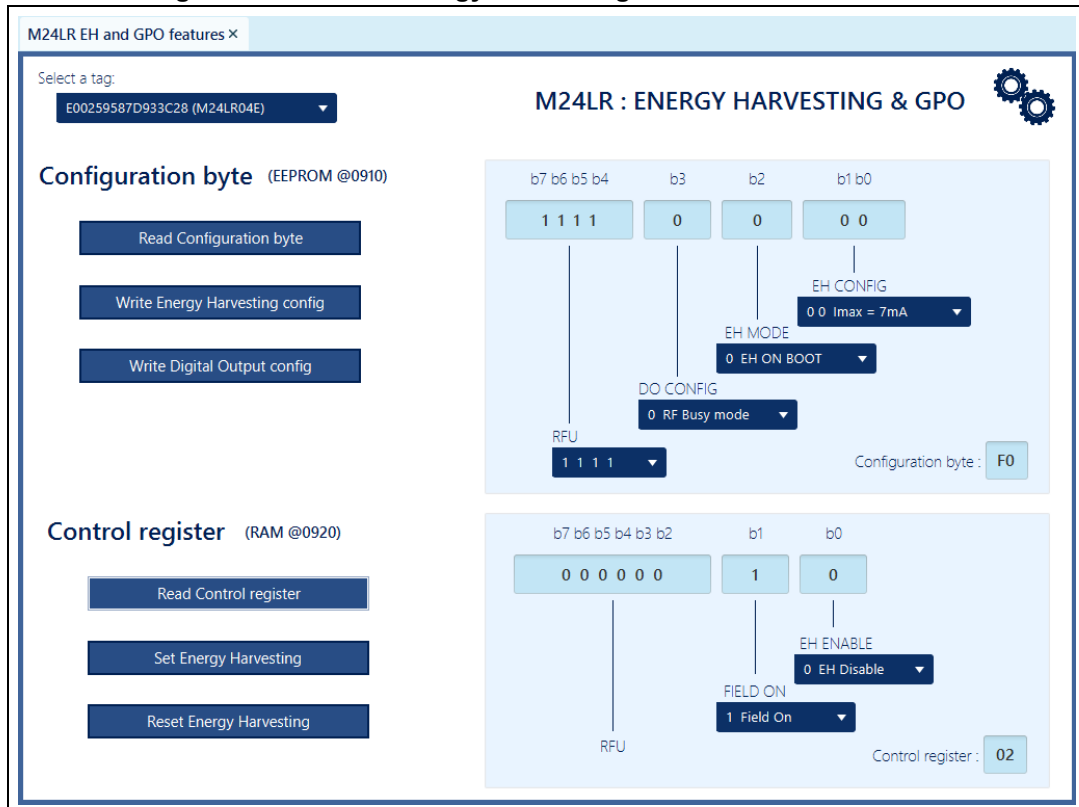 M24LR EH and GPO features ×
Select a tag:
E00259587D933C28 (M24LR04E)
M24LR : ENERGY HARVESTING & GPO
Configuration byte (EEPROM @0910)
Read Configuration byte
Write Energy Harvesting config
Write Digital Output config
b7 b6 b5 b4 b3 b2 b1 b0
1 1 1 1 0 0 0 0
EH CONFIG
0 0 Imax = 7mA
EH MODE
0 EH ON BOOT
DO CONFIG
0 RF Busy mode
RFU
1 1 1 1
Configuration byte : F0
Control register (RAM @0920)
Read Control register
Set Energy Harvesting
Reset Energy Harvesting
b7 b6 b5 b4 b3 b2 b1 b0
0 0 0 0 0 0 1 0
EH ENABLE
0 EH Disable
FIELD ON
1 Field On
RFU
Control register : 02